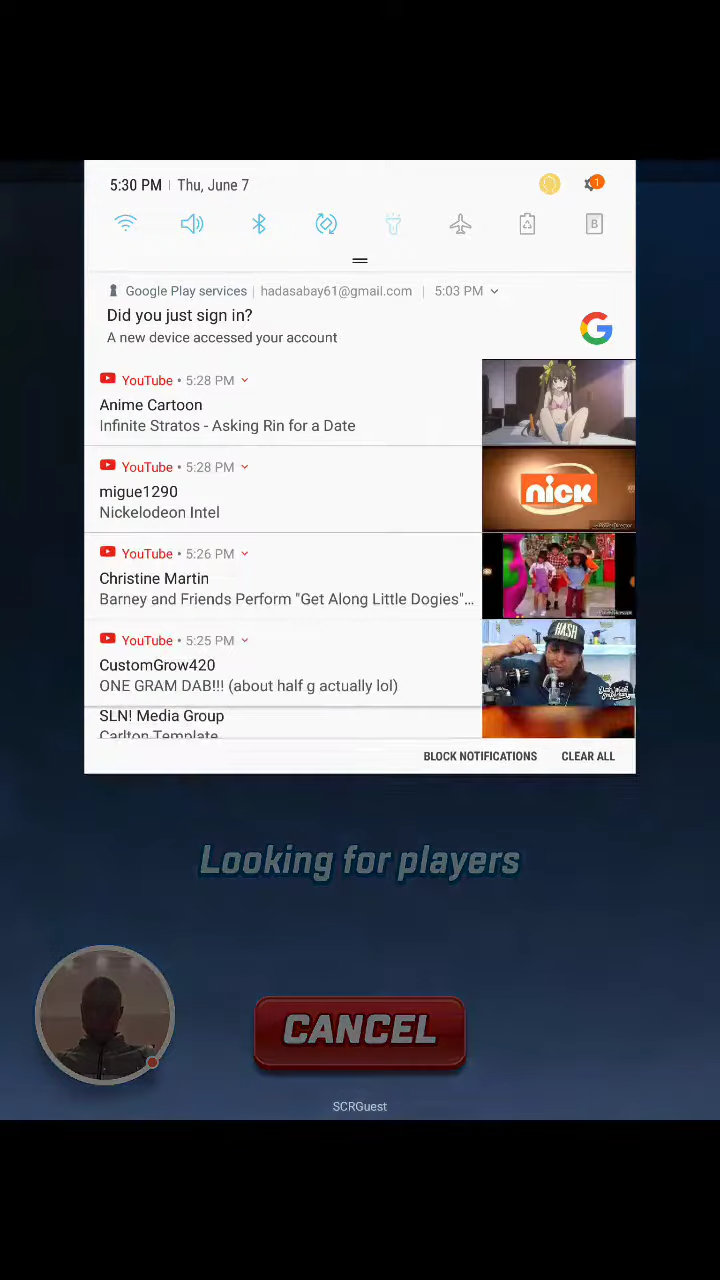 5:30 PM | Thu, June 7
1
B
Google Play services | hadasabay61@gmail.com | 5:03 PM
Did you just sign in?
A new device accessed your account
G
YouTube • 5:28 PM
Anime Cartoon
Infinite Stratos - Asking Rin for a Date
YouTube • 5:28 PM
migue1290
Nickelodeon Intel
nick
YouTube • 5:26 PM
Christine Martin
Barney and Friends Perform "Get Along Little Dogies"...
YouTube • 5:25 PM
CustomGrow420
ONE GRAM DAB!!! (about half g actually lol)
HASH
SLN! Media Group
Carlton Template
BLOCK NOTIFICATIONS CLEAR ALL
Looking for players
CANCEL
SCRGuest